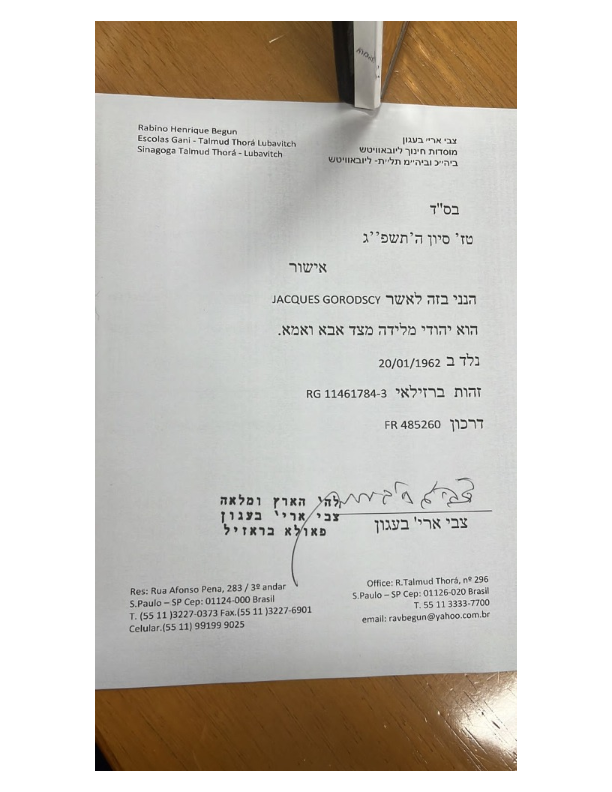 Rabino Henrique Begun
Escolas Gani - Talmud Thorá Lubavitch
Sinagoga Talmud Thorá - Lubavitch
צבי ארי' בעגון
מוסדות חינוך ליובאוויטש
ביהי'כ וביהי'מ תלי'ת- ליובאוויטש
בס"ד
טז' סיון ה'תשפ''ג
אישור
הנני בזה לאשר JACQUES GORODSCY
הוא יהודי מלידה מצד אבא ואמא.
נלד ב 20/01/1962
זהות ברזילאי RG 11461784-3
דרכון FR 485260
להי הארץ ומלאה
צבי ארי' בעגון
פאולא בראזיל
צבי ארי' בעגון
Res: Rua Afonso Pena, 283 / 3º andar
S.Paulo – SP Cep: 01124-000 Brasil
T. (55 11 )3227-0373 Fax.(55 11 )3227-6901
Celular.(55 11) 99199 9025
Office: R.Talmud Thorá, nº 296
S.Paulo – SP Cep: 01126-020 Brasil
T. 55 11 3333-7700
email: ravbegun@yahoo.com.br